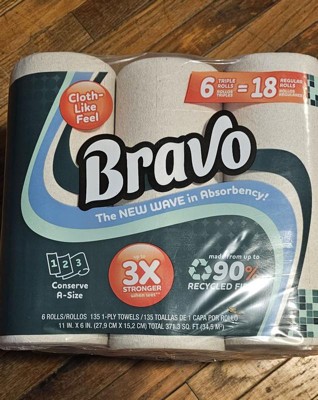 Cloth-
Like
Feel
6 TRIPLE
ROLLS
= 18 REGULAR
ROLLS
Bravo
The NEW WAVE in Absorbency!
1 2 3
Conserve
A-Size
3X
STRONGER
made from up to
90%
RECYCLED
6 ROLLS/ROLLOS 135 1-PLY TOWELS / 135 TOALLAS DE 1 CAPA POR ROLLO
11 IN. X 6 IN. (27,9 CM X 15,2 CM) TOTAL 371.3 SQ. FT (34,5 M²)